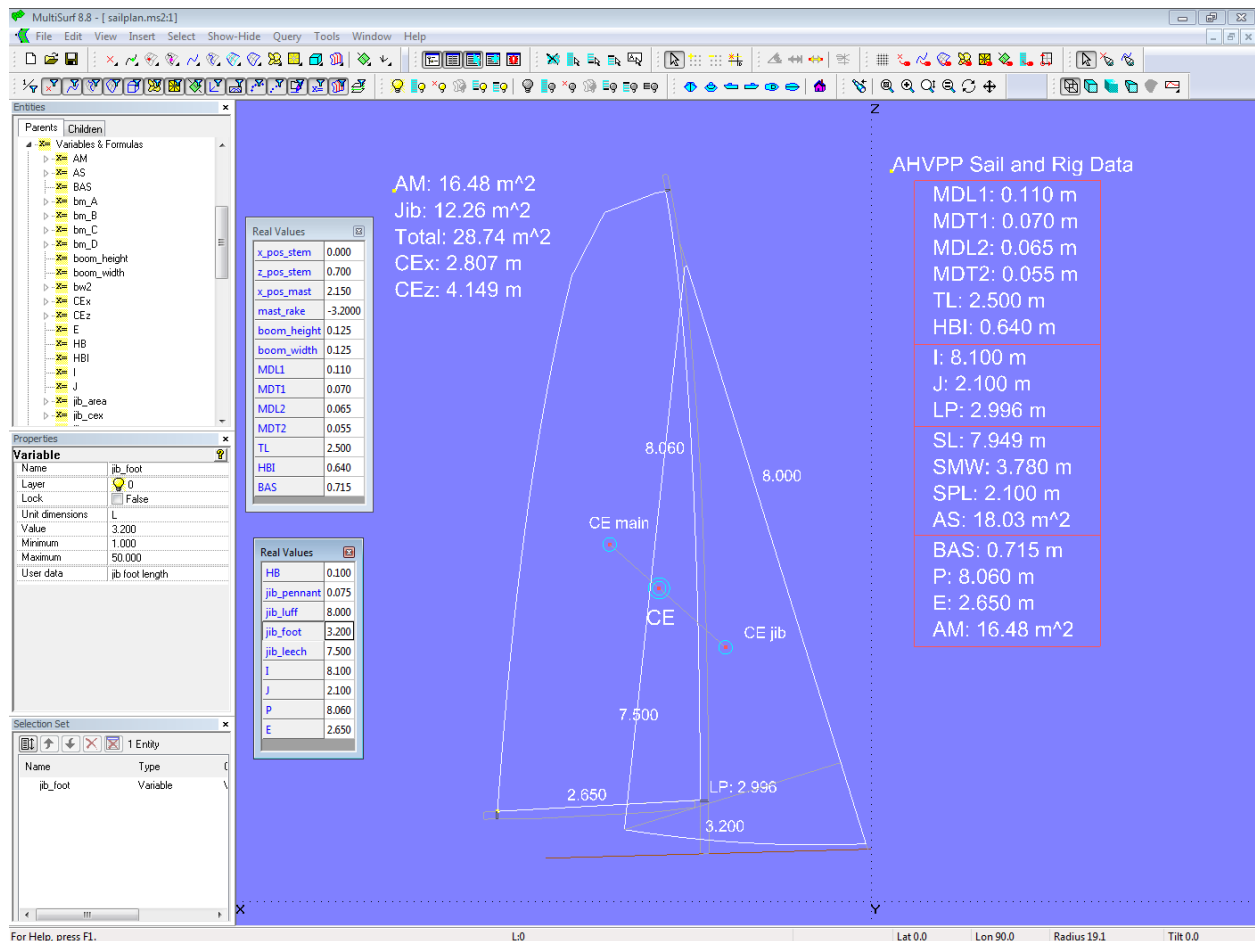 MultiSurf 8.8 - [ sailplan.ms2:1]
File Edit View Insert Select Show-Hide Query Tools Window Help
Entities x
Parents Children
X= Variables & Formulas
X= AM
X= AS
X= BAS
X= bm_A
X= bm_B
X= bm_C
X= bm_D
X= boom_height
X= boom_width
X= bw2
X= CEx
X= CEz
X= E
X= HB
X= HBI
X= I
X= J
X= jib_area
X= jib_cex
Properties x
Variable
Name jib_foot
Layer 0
Lock False
Unit dimensions L
Value 3.200
Minimum 1.000
Maximum 50.000
User data jib foot length
Selection Set x
1 Entity
Name Type
jib_foot Variable
AM: 16.48 m^2
Jib: 12.26 m^2
Total: 28.74 m^2
CEx: 2.807 m
CEz: 4.149 m
Real Values
x_pos_stem 0.000
z_pos_stem 0.700
x_pos_mast 2.150
mast_rake -3.2000
boom_height 0.125
boom_width 0.125
MDL1 0.110
MDT1 0.070
MDL2 0.065
MDT2 0.055
TL 2.500
HBI 0.640
BAS 0.715
Real Values
HB 0.100
jib_pennant 0.075
jib_luff 8.000
jib_foot 3.200
jib_leech 7.500
I 8.100
J 2.100
P 8.060
E 2.650
8.060
8.000
CE main
CE
CE jib
7.500
2.650
LP: 2.996
3.200
Z
X
Y
AHVPP Sail and Rig Data
MDL1: 0.110 m
MDT1: 0.070 m
MDL2: 0.065 m
MDT2: 0.055 m
TL: 2.500 m
HBI: 0.640 m
I: 8.100 m
J: 2.100 m
LP: 2.996 m
SL: 7.949 m
SMW: 3.780 m
SPL: 2.100 m
AS: 18.03 m^2
BAS: 0.715 m
P: 8.060 m
E: 2.650 m
AM: 16.48 m^2
For Help, press F1. L:0 Lat 0.0 Lon 90.0 Radius 19.1 Tilt 0.0